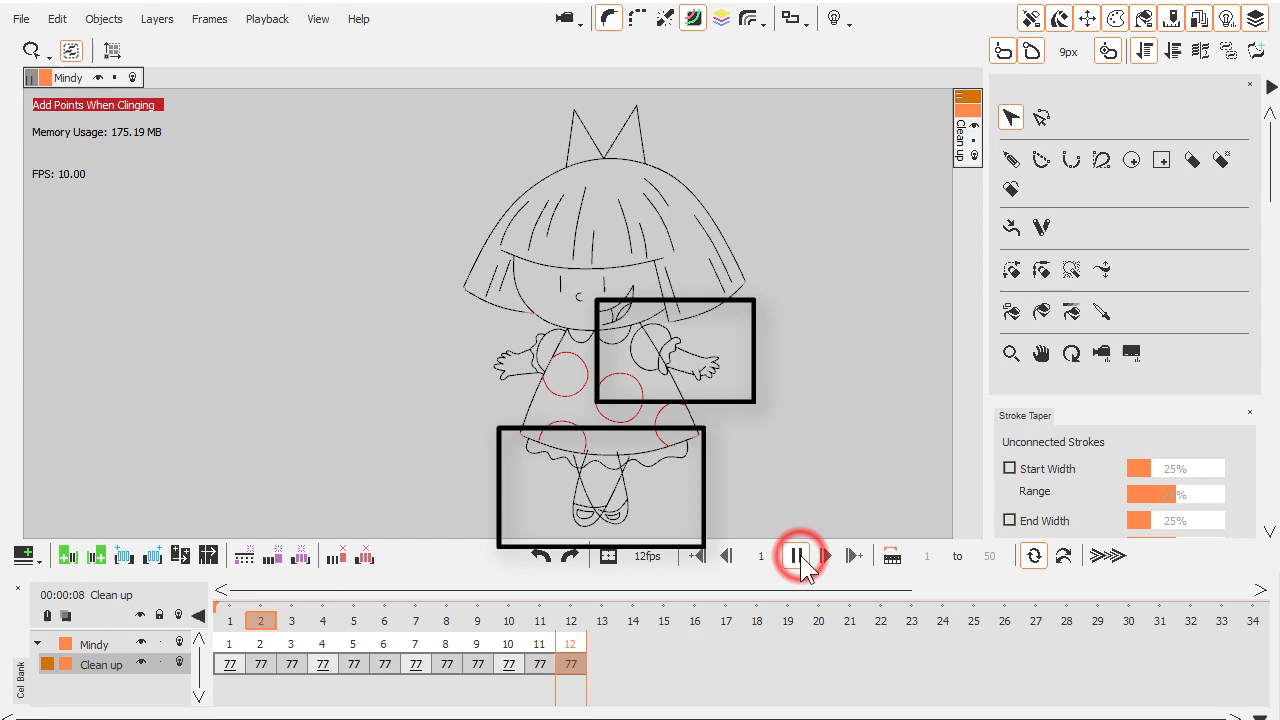 File Edit Objects Layers Frames Playback View Help
9px
Mindy
Add Points When Clinging
Memory Usage: 175.19 MB
FPS: 10.00
Clean up
Stroke Taper
Unconnected Strokes
Start Width 25%
Range
End Width 25%
12fps 1 1 to 50
00:00:08 Clean up
1 2 3 4 5 6 7 8 9 10 11 12 13 14 15 16 17 18 19 20 21 22 23 24 25 26 27 28 29 30 31 32 33 34
Mindy 1 2 3 4 5 6 7 8 9 10 11 12
Clean up 77 77 77 77 77 77 77 77 77 77 77 77
Cel Bank